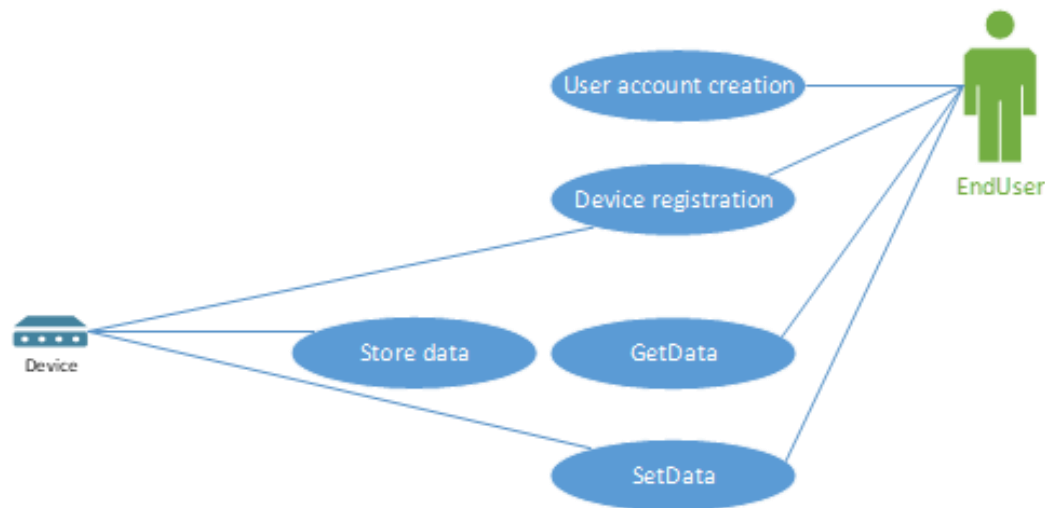 User account creation
EndUser
Device registration
Device
Store data
GetData
SetData